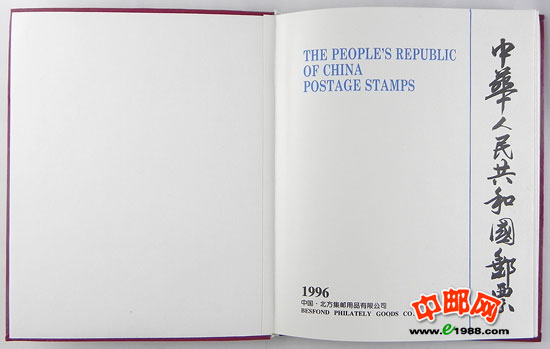 THE PEOPLE'S REPUBLIC
OF CHINA
POSTAGE STAMPS
中華人民共和國郵票
1996
中国·北方集邮用品有限公司
BESFOND PHILATELY GOODS CO.
中邮网
www.e1988.com